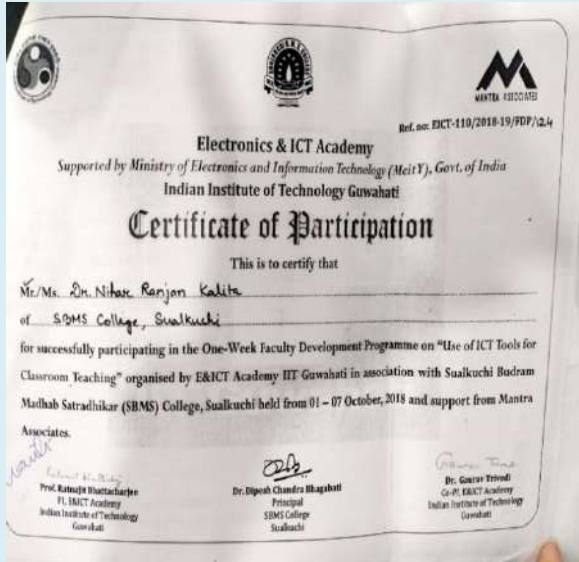 MANTRA ASSOCIATES
Ref. no: EICT-110/2018-19/FDP/124
Electronics & ICT Academy
Supported by Ministry of Electronics and Information Technology (MeitY), Govt. of India
Indian Institute of Technology Guwahati
Certificate of Participation
This is to certify that
Mr./Ms. Dr. Nihar Ranjan Kalita
of SBMS College, Sualkuchi
for successfully participating in the One-Week Faculty Development Programme on "Use of ICT Tools for
Classroom Teaching" organised by E&ICT Academy IIT Guwahati in association with Sualkuchi Budram
Madhab Satradhikar (SBMS) College, Sualkuchi held from 01 – 07 October, 2018 and support from Mantra
Associates.
Prof. Ratnajit Bhattacharjee
PI, E&ICT Academy
Indian Institute of Technology
Guwahati
Dr. Dipesh Chandra Bhagabati
Principal
SBMS College
Sualkuchi
Dr. Gaurav Trivedi
Co-PI, E&ICT Academy
Indian Institute of Technology
Guwahati